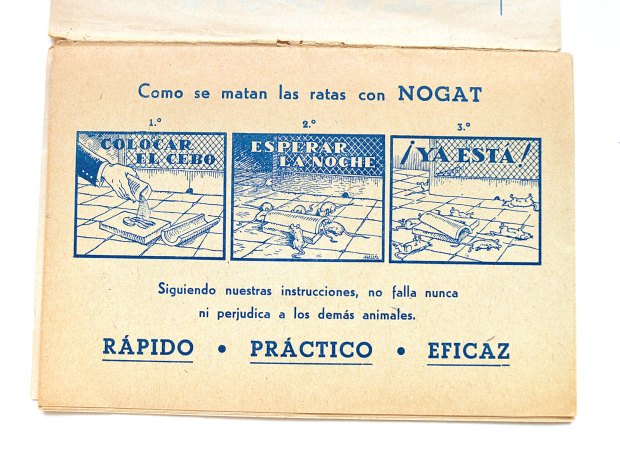 Como se matan las ratas con NOGAT
1.º
2.º
3.º
COLOCAR
EL CEBO
ESPERAR
LA NOCHE
¡YA ESTÁ!
Siguiendo nuestras instrucciones, no falla nunca
ni perjudica a los demás animales.
RÁPIDO • PRÁCTICO • EFICAZ